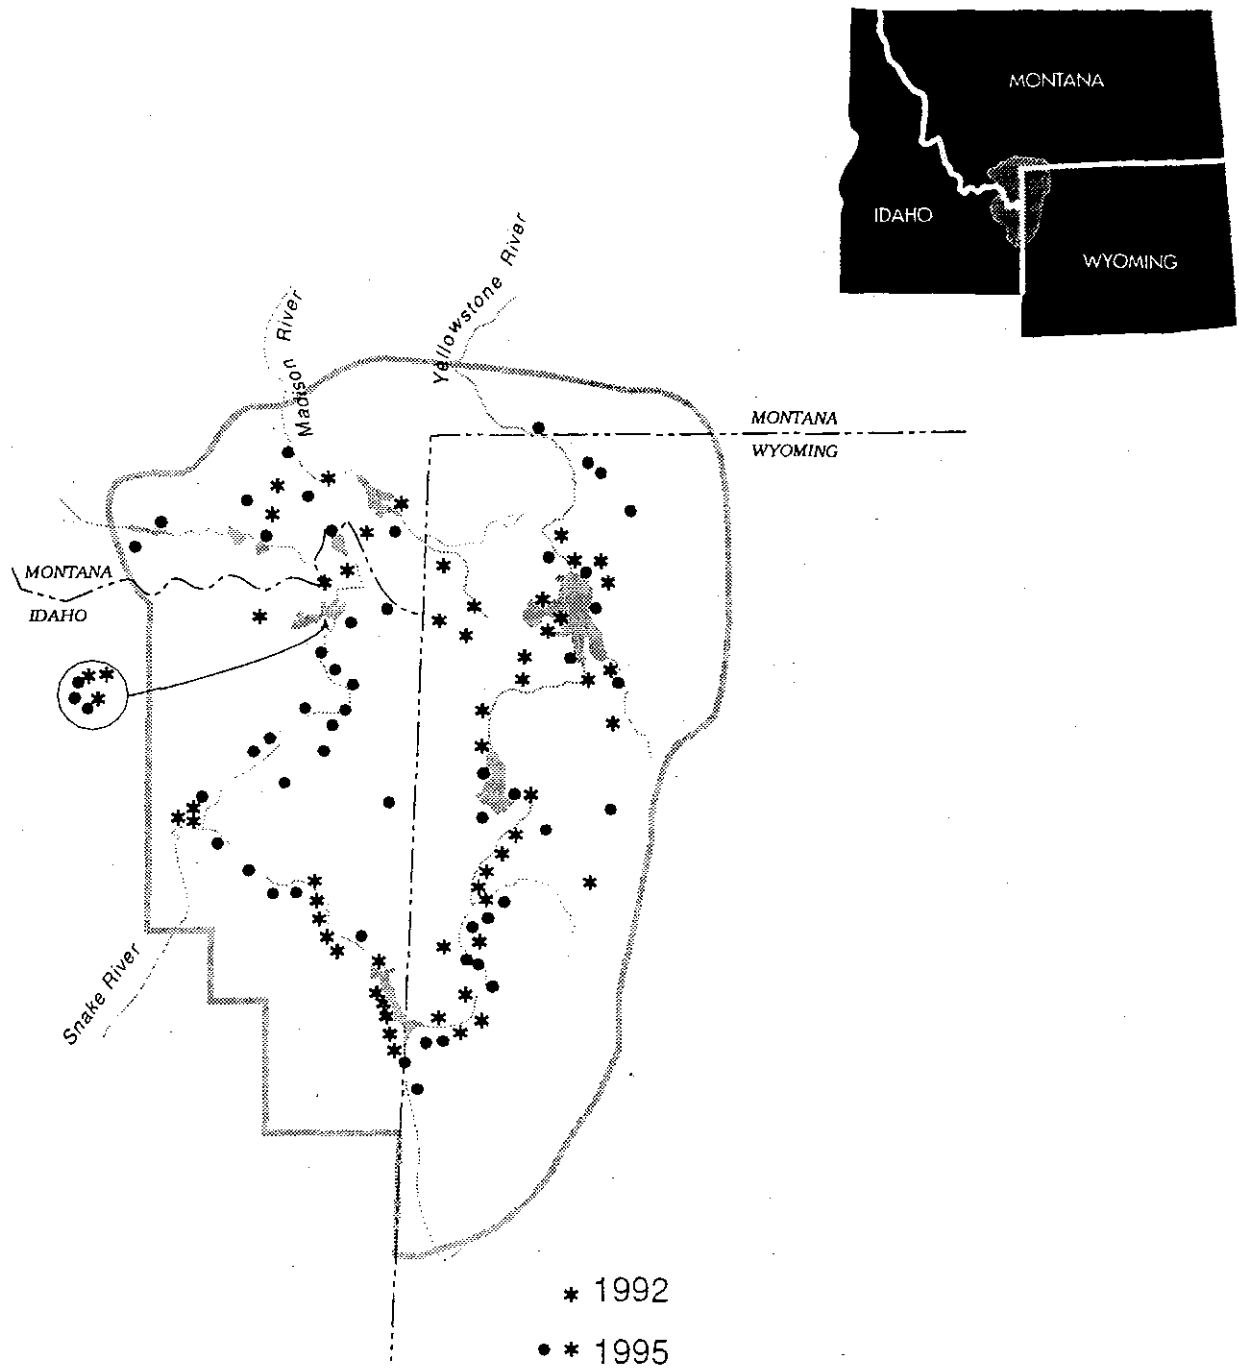 MONTANA
IDAHO
WYOMING
Yellowstone River
Madison River
MONTANA
WYOMING
MONTANA
IDAHO
Snake River
* 1992
● * 1995